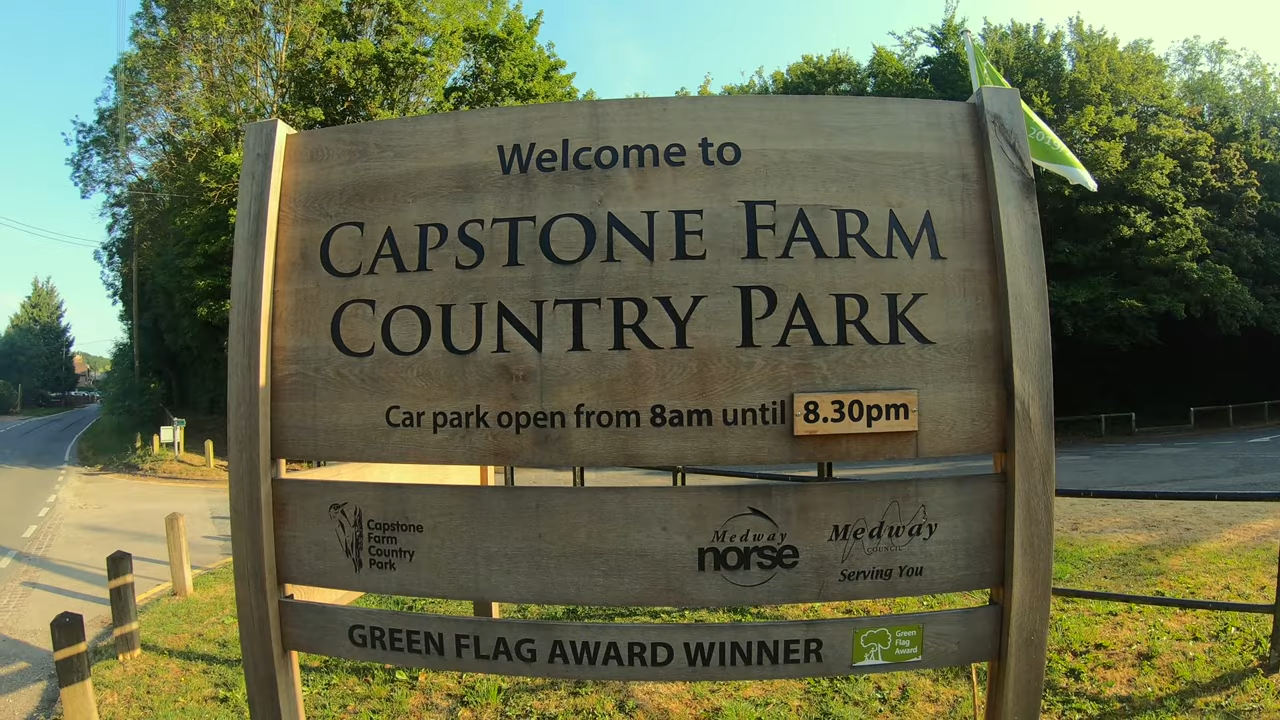 Welcome to
CAPSTONE FARM
COUNTRY PARK
Car park open from 8am until 8.30pm
Capstone
Farm
Country
Park
Medway
norse
Medway
COUNCIL
Serving You
GREEN FLAG AWARD WINNER
Green
Flag
Award
2019